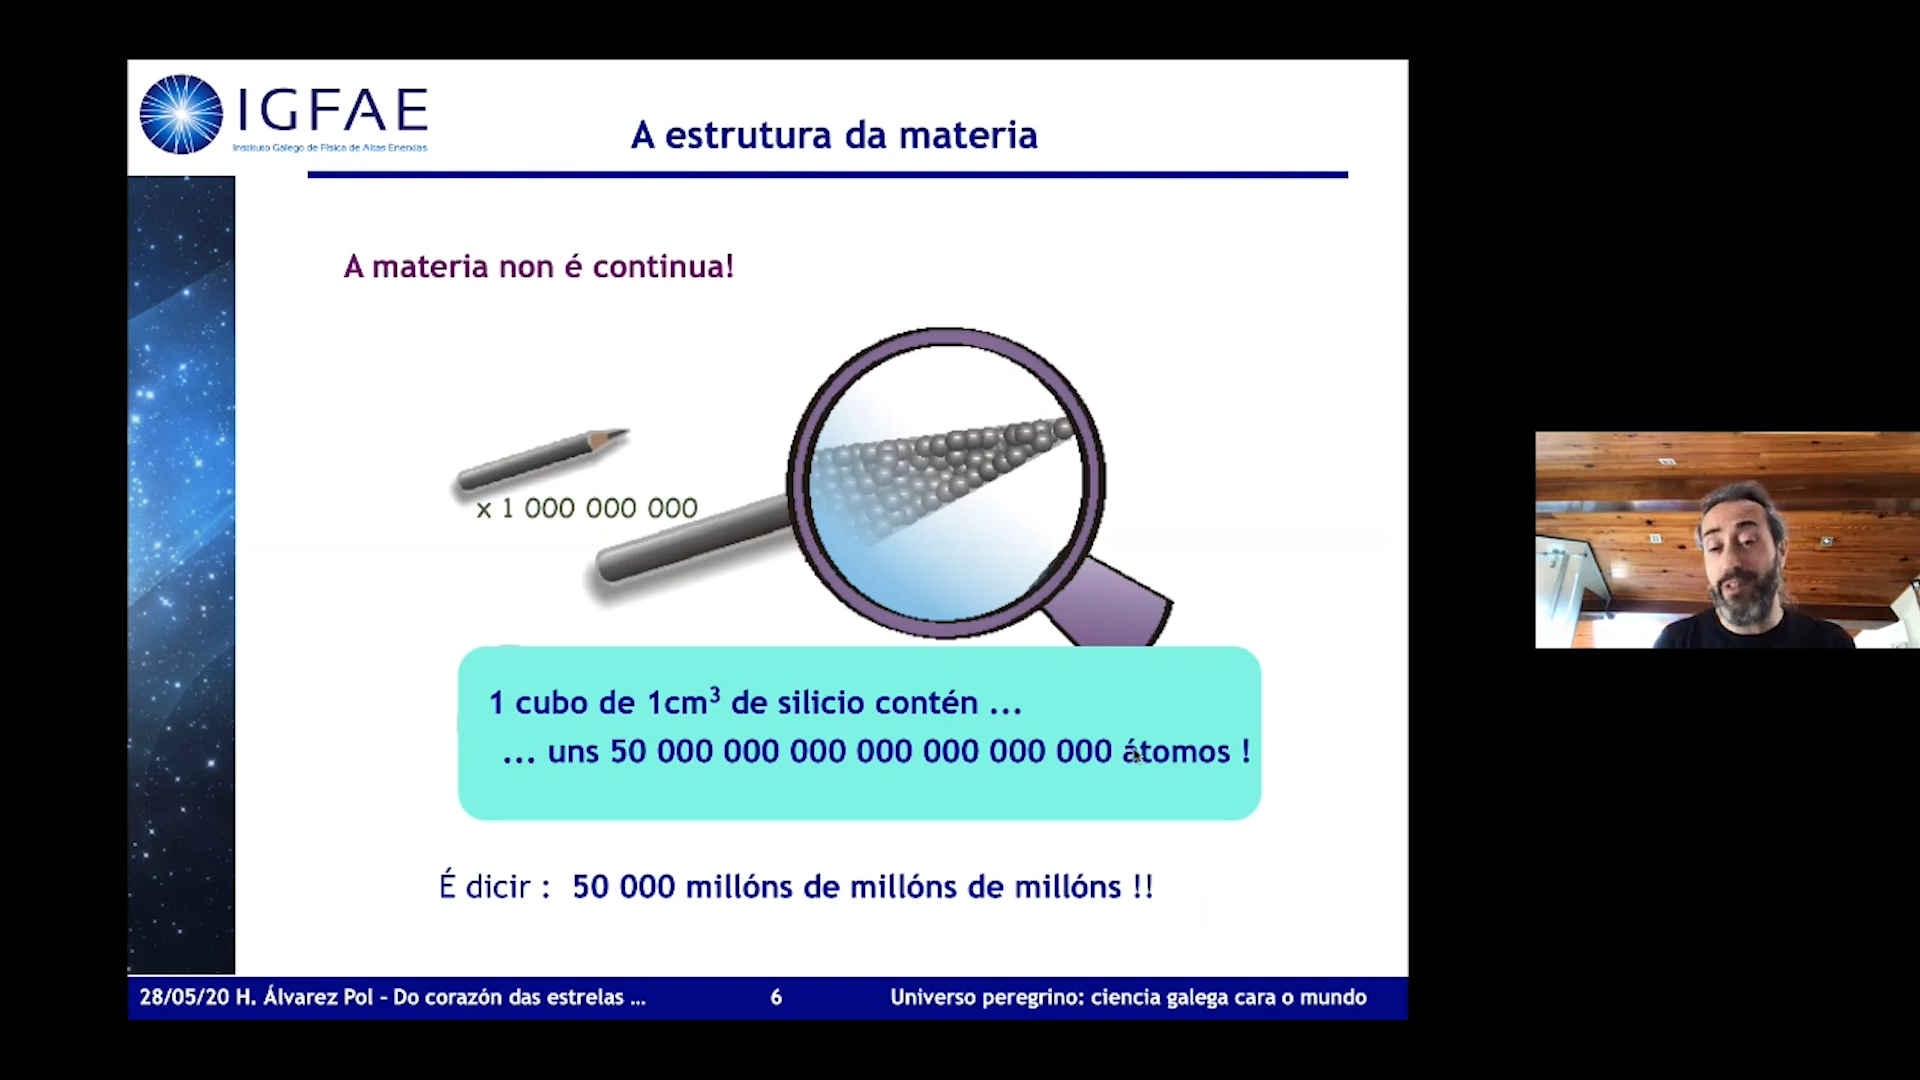 IGFAE
Instituto Galego de Física de Altas Enerxías
A estrutura da materia
A materia non é continua!
x 1 000 000 000
1 cubo de 1cm³ de silicio contén ...
... uns 50 000 000 000 000 000 000 000 átomos !
É dicir : 50 000 millóns de millóns de millóns !!
28/05/20 H. Álvarez Pol - Do corazón das estrelas ...
6
Universo peregrino: ciencia galega cara o mundo